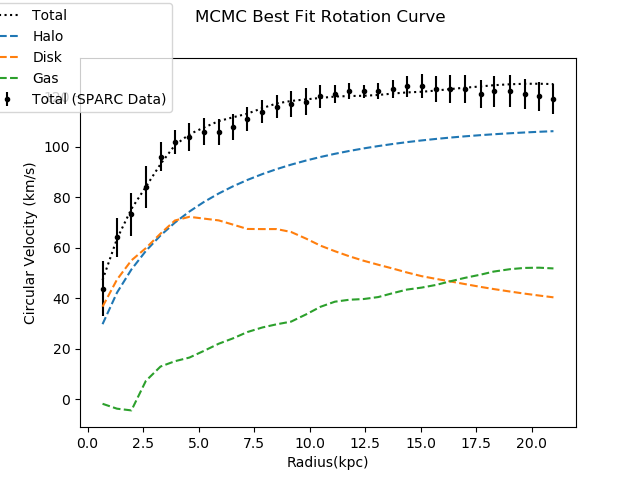 MCMC Best Fit Rotation Curve
Total
Halo
Disk
Gas
Total (SPARC Data)
120
100
80
60
40
20
0
Circular Velocity (km/s)
0.0 2.5 5.0 7.5 10.0 12.5 15.0 17.5 20.0
Radius(kpc)